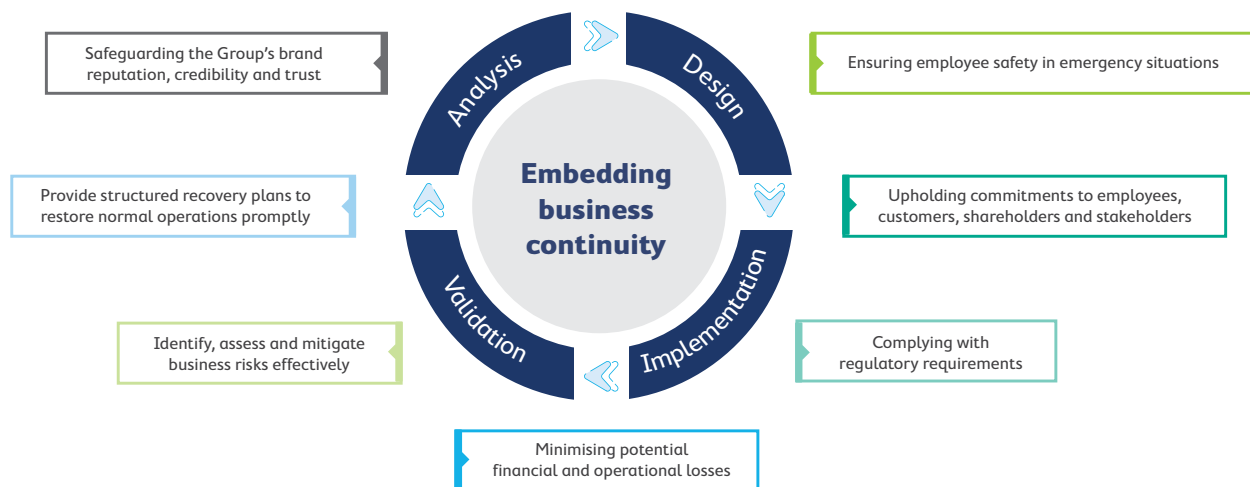 Safeguarding the Group's brand
reputation, credibility and trust
Provide structured recovery plans to
restore normal operations promptly
Identify, assess and mitigate
business risks effectively
Analysis
Design
Implementation
Validation
Embedding
business
continuity
Ensuring employee safety in emergency situations
Upholding commitments to employees,
customers, shareholders and stakeholders
Complying with
regulatory requirements
Minimising potential
financial and operational losses